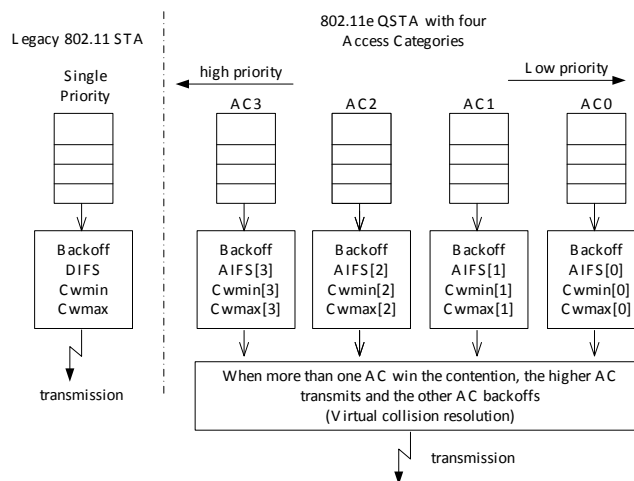 Legacy 802.11 STA
802.11e QSTA with four
Access Categories
Single
Priority
high priority
Low priority
AC3
AC2
AC1
AC0
Backoff
DIFS
Cwmin
Cwmax
Backoff
AIFS[3]
Cwmin[3]
Cwmax[3]
Backoff
AIFS[2]
Cwmin[2]
Cwmax[2]
Backoff
AIFS[1]
Cwmin[1]
Cwmax[1]
Backoff
AIFS[0]
Cwmin[0]
Cwmax[0]
transmission
When more than one AC win the contention, the higher AC
transmits and the other AC backoffs
(Virtual collision resolution)
transmission